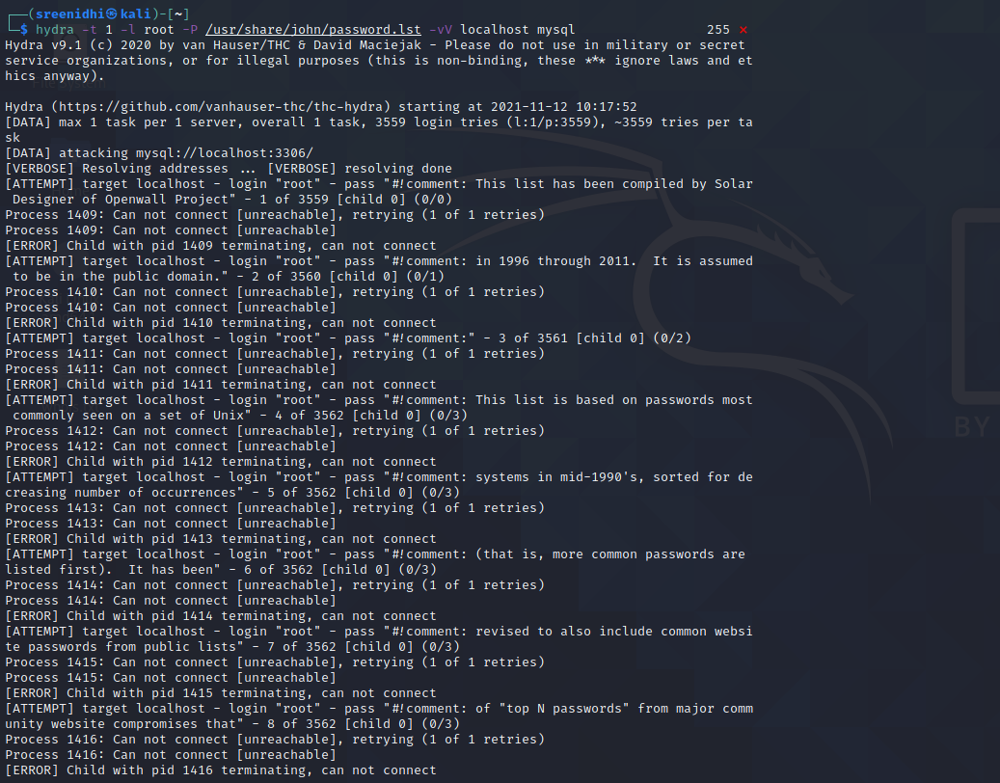 ┌──(sreenidhi㉿kali)-[~]
└─$ hydra -t 1 -l root -P /usr/share/john/password.lst -vV localhost mysql 255 ⨯
Hydra v9.1 (c) 2020 by van Hauser/THC & David Maciejak - Please do not use in military or secret
service organizations, or for illegal purposes (this is non-binding, these *** ignore laws and et
hics anyway).

Hydra (https://github.com/vanhauser-thc/thc-hydra) starting at 2021-11-12 10:17:52
[DATA] max 1 task per 1 server, overall 1 task, 3559 login tries (l:1/p:3559), ~3559 tries per ta
sk
[DATA] attacking mysql://localhost:3306/
[VERBOSE] Resolving addresses ... [VERBOSE] resolving done
[ATTEMPT] target localhost - login "root" - pass "#!comment: This list has been compiled by Solar
 Designer of Openwall Project" - 1 of 3559 [child 0] (0/0)
Process 1409: Can not connect [unreachable], retrying (1 of 1 retries)
Process 1409: Can not connect [unreachable]
[ERROR] Child with pid 1409 terminating, can not connect
[ATTEMPT] target localhost - login "root" - pass "#!comment: in 1996 through 2011.  It is assumed
 to be in the public domain." - 2 of 3560 [child 0] (0/1)
Process 1410: Can not connect [unreachable], retrying (1 of 1 retries)
Process 1410: Can not connect [unreachable]
[ERROR] Child with pid 1410 terminating, can not connect
[ATTEMPT] target localhost - login "root" - pass "#!comment:" - 3 of 3561 [child 0] (0/2)
Process 1411: Can not connect [unreachable], retrying (1 of 1 retries)
Process 1411: Can not connect [unreachable]
[ERROR] Child with pid 1411 terminating, can not connect
[ATTEMPT] target localhost - login "root" - pass "#!comment: This list is based on passwords most
 commonly seen on a set of Unix" - 4 of 3562 [child 0] (0/3)
Process 1412: Can not connect [unreachable], retrying (1 of 1 retries)
Process 1412: Can not connect [unreachable]
[ERROR] Child with pid 1412 terminating, can not connect
[ATTEMPT] target localhost - login "root" - pass "#!comment: systems in mid-1990's, sorted for de
creasing number of occurrences" - 5 of 3562 [child 0] (0/3)
Process 1413: Can not connect [unreachable], retrying (1 of 1 retries)
Process 1413: Can not connect [unreachable]
[ERROR] Child with pid 1413 terminating, can not connect
[ATTEMPT] target localhost - login "root" - pass "#!comment: (that is, more common passwords are
listed first).  It has been" - 6 of 3562 [child 0] (0/3)
Process 1414: Can not connect [unreachable], retrying (1 of 1 retries)
Process 1414: Can not connect [unreachable]
[ERROR] Child with pid 1414 terminating, can not connect
[ATTEMPT] target localhost - login "root" - pass "#!comment: revised to also include common websi
te passwords from public lists" - 7 of 3562 [child 0] (0/3)
Process 1415: Can not connect [unreachable], retrying (1 of 1 retries)
Process 1415: Can not connect [unreachable]
[ERROR] Child with pid 1415 terminating, can not connect
[ATTEMPT] target localhost - login "root" - pass "#!comment: of "top N passwords" from major comm
unity website compromises that" - 8 of 3562 [child 0] (0/3)
Process 1416: Can not connect [unreachable], retrying (1 of 1 retries)
Process 1416: Can not connect [unreachable]
[ERROR] Child with pid 1416 terminating, can not connect
BY